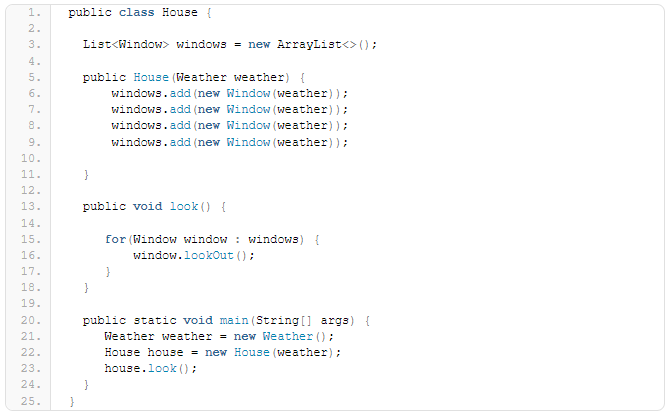 1. public class House {
2.
3. List<Window> windows = new ArrayList<>();
4.
5. public House(Weather weather) {
6. windows.add(new Window(weather));
7. windows.add(new Window(weather));
8. windows.add(new Window(weather));
9. windows.add(new Window(weather));
10.
11. }
12.
13. public void look() {
14.
15. for(Window window : windows) {
16. window.lookOut();
17. }
18. }
19.
20. public static void main(String[] args) {
21. Weather weather = new Weather();
22. House house = new House(weather);
23. house.look();
24. }
25. }